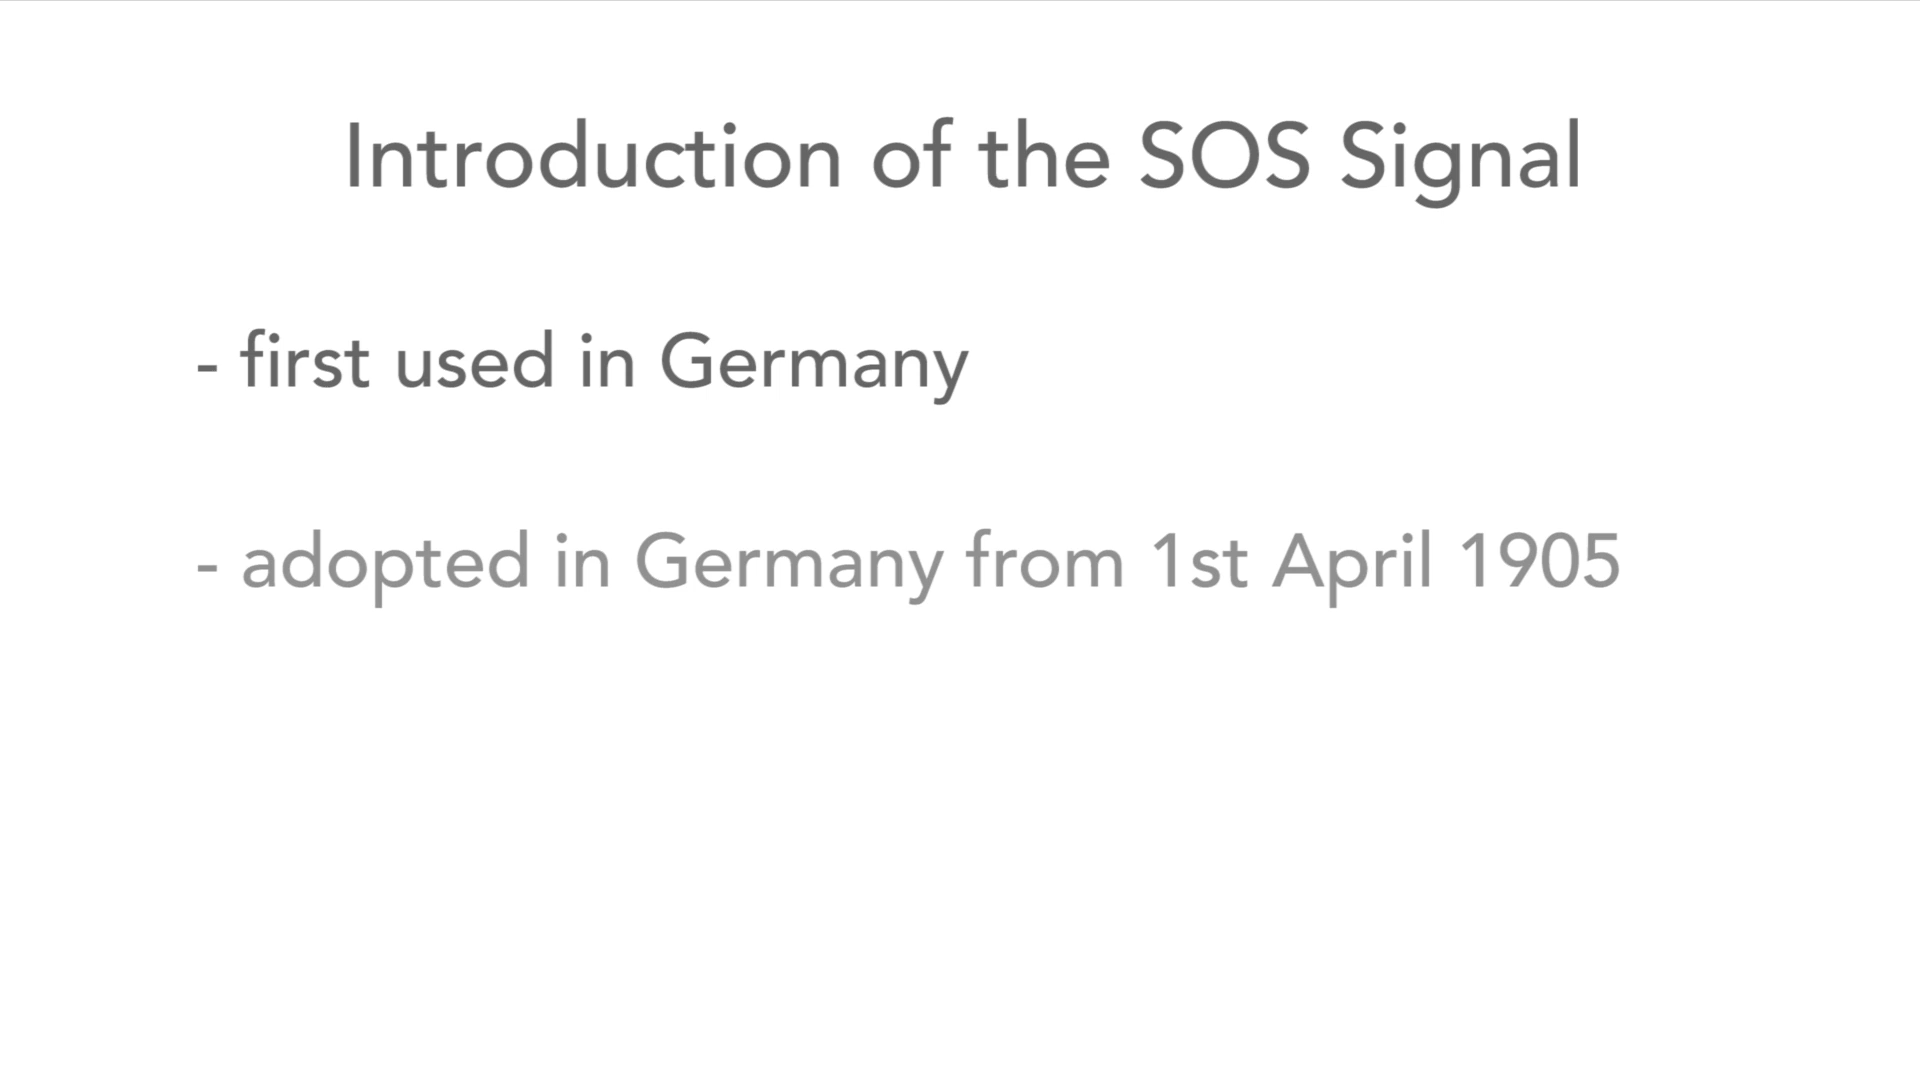 Introduction of the SOS Signal
- first used in Germany
- adopted in Germany from 1st April 1905